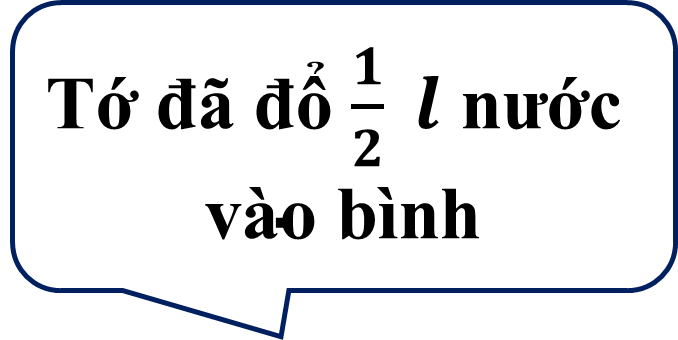 Tớ đã đổ 1/2 l nước
vào bình